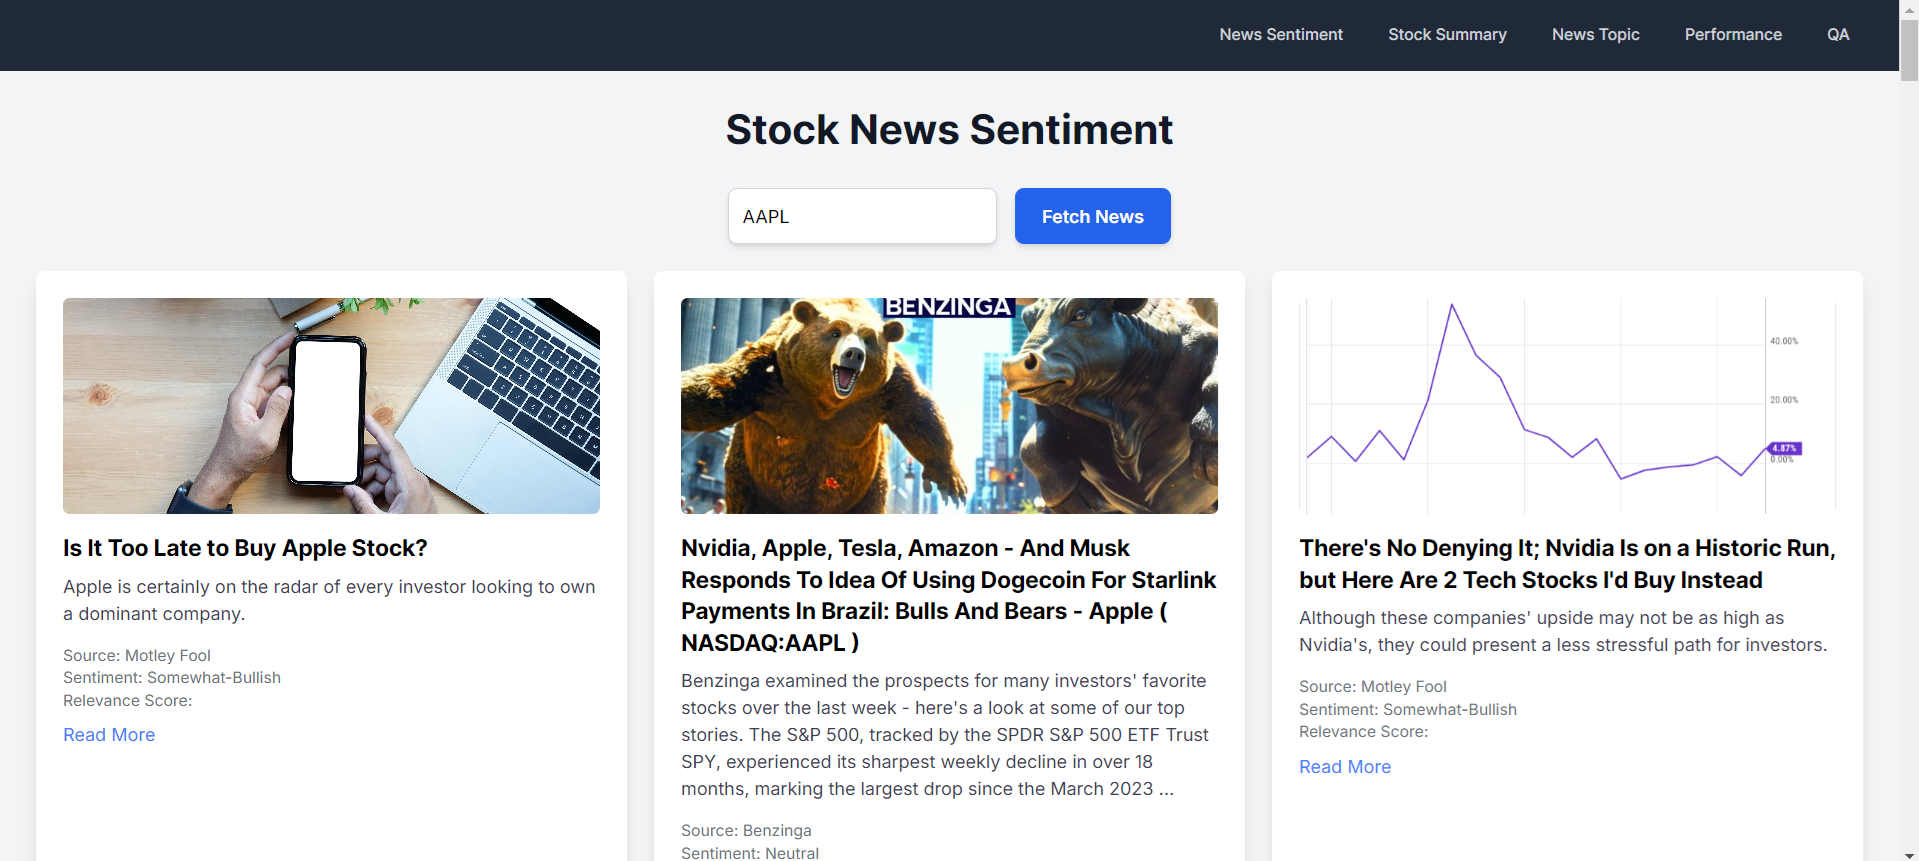 News Sentiment
Stock Summary
News Topic
Performance
QA
Stock News Sentiment
AAPL
Fetch News
Is It Too Late to Buy Apple Stock?
Apple is certainly on the radar of every investor looking to own
a dominant company.
Source: Motley Fool
Sentiment: Somewhat-Bullish
Relevance Score:
Read More
BENZINGA
Nvidia, Apple, Tesla, Amazon - And Musk
Responds To Idea Of Using Dogecoin For Starlink
Payments In Brazil: Bulls And Bears - Apple (
NASDAQ:AAPL )
Benzinga examined the prospects for many investors' favorite
stocks over the last week - here's a look at some of our top
stories. The S&P 500, tracked by the SPDR S&P 500 ETF Trust
SPY, experienced its sharpest weekly decline in over 18
months, marking the largest drop since the March 2023 ...
Source: Benzinga
Sentiment: Neutral
40.00%
20.00%
4.87%
0.00%
There's No Denying It; Nvidia Is on a Historic Run,
but Here Are 2 Tech Stocks I'd Buy Instead
Although these companies' upside may not be as high as
Nvidia's, they could present a less stressful path for investors.
Source: Motley Fool
Sentiment: Somewhat-Bullish
Relevance Score:
Read More